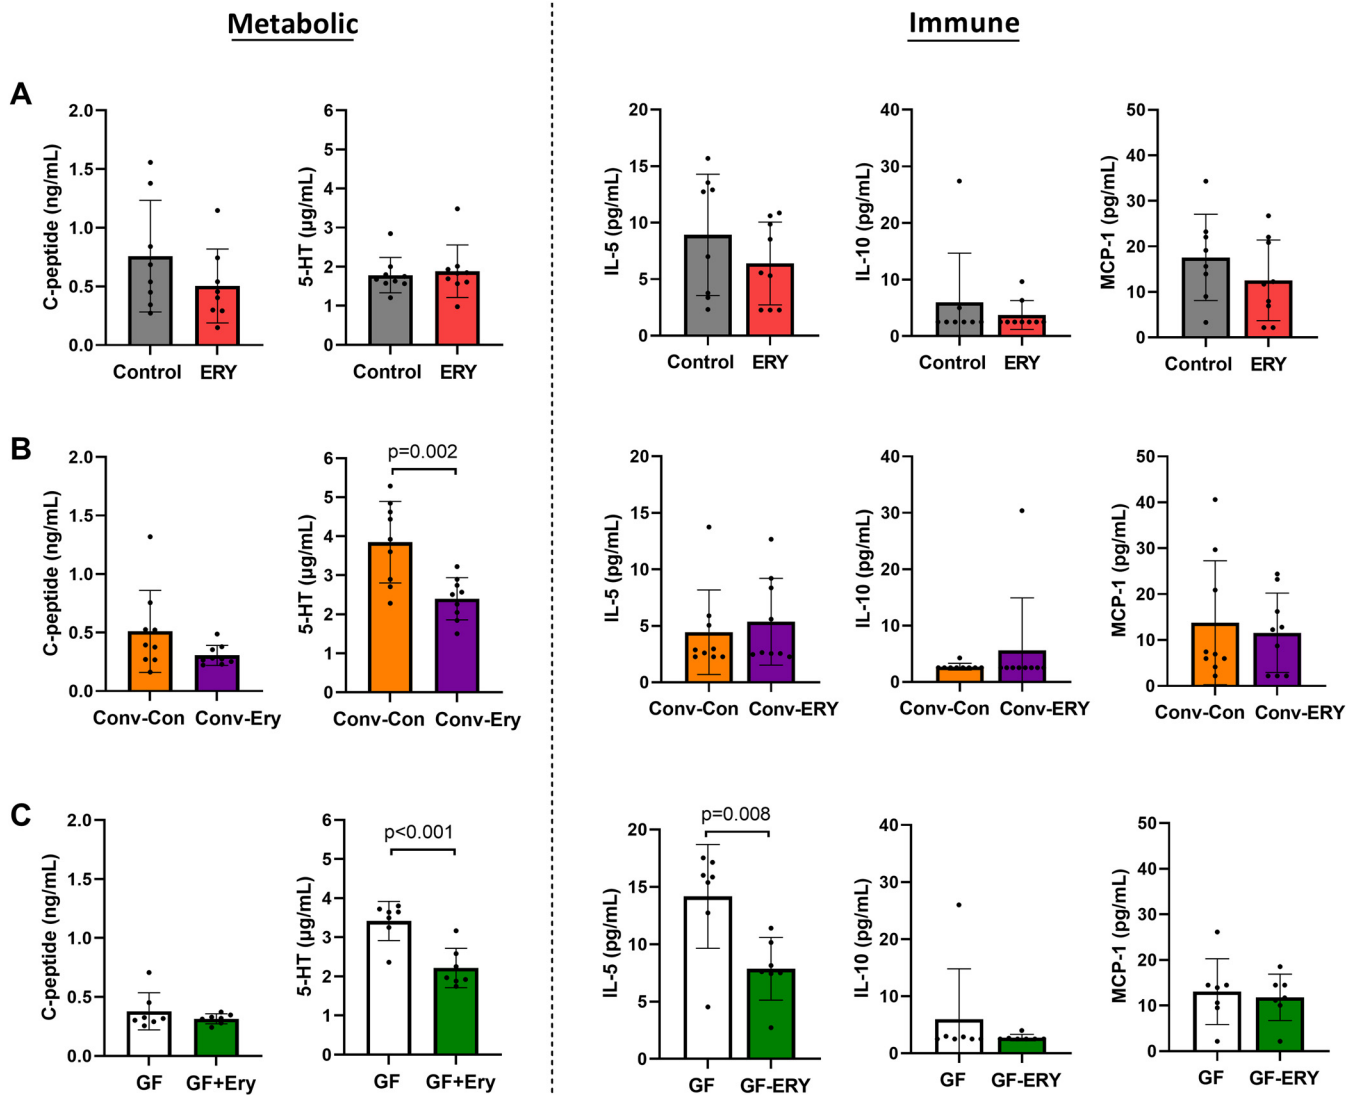 Metabolic
Immune
A
C-peptide (ng/mL)
2.0
1.5
1.0
0.5
0.0
Control ERY
5-HT (μg/mL)
6
5
4
3
2
1
0
Control ERY
IL-5 (pg/mL)
20
15
10
5
0
Control ERY
IL-10 (pg/mL)
40
30
20
10
0
Control ERY
MCP-1 (pg/mL)
50
40
30
20
10
0
Control ERY
B
C-peptide (ng/mL)
2.0
1.5
1.0
0.5
0.0
Conv-Con Conv-Ery
p=0.002
5-HT (μg/mL)
6
5
4
3
2
1
0
Conv-Con Conv-Ery
IL-5 (pg/mL)
20
15
10
5
0
Conv-Con Conv-ERY
IL-10 (pg/mL)
40
30
20
10
0
Conv-Con Conv-ERY
MCP-1 (pg/mL)
50
40
30
20
10
0
Conv-Con Conv-ERY
C
C-peptide (ng/mL)
2.0
1.5
1.0
0.5
0.0
GF GF+Ery
p<0.001
5-HT (μg/mL)
6
5
4
3
2
1
0
GF GF+Ery
p=0.008
IL-5 (pg/mL)
20
15
10
5
0
GF GF-ERY
IL-10 (pg/mL)
40
30
20
10
0
GF GF-ERY
MCP-1 (pg/mL)
50
40
30
20
10
0
GF GF-ERY